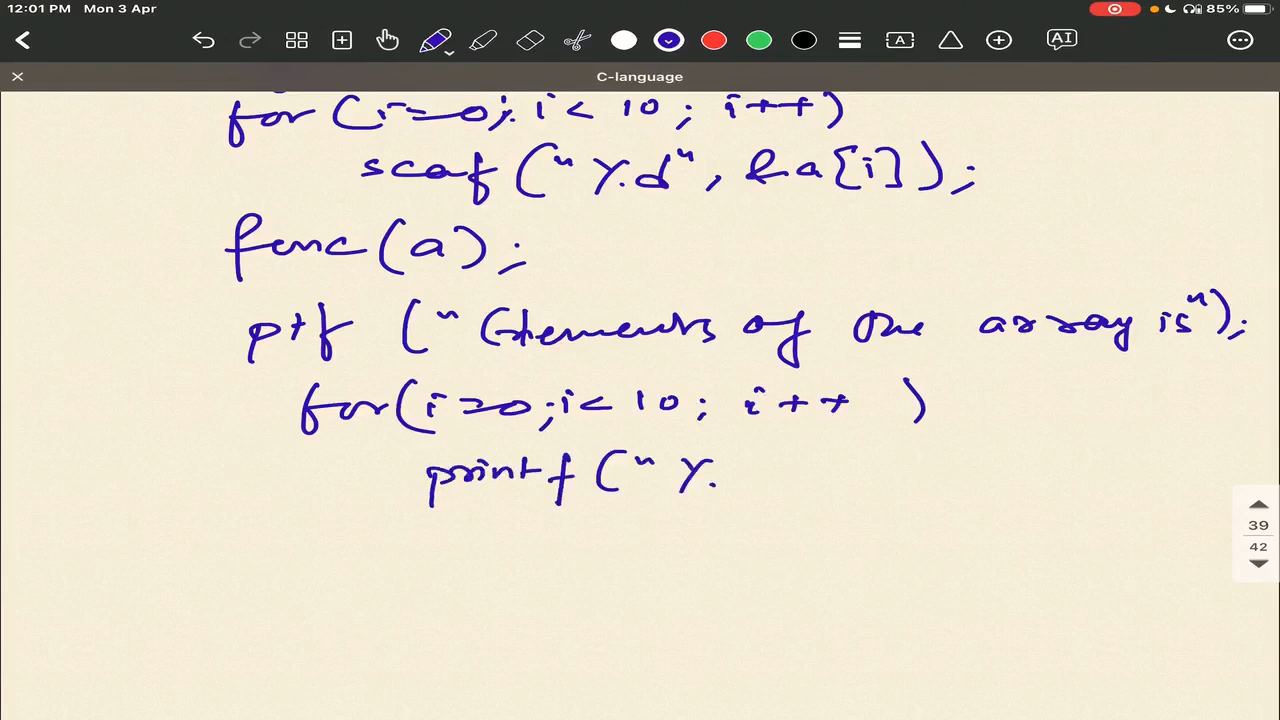 12:01 PM Mon 3 Apr 85%
A AI
C-language
for (i=0; i < 10 ; i++)
scaf ("%d", &a[i]);
func(a);
ptf ("Elements of the array is");
for(i=0;i< 10; i++ )
printf ("%.
39
42